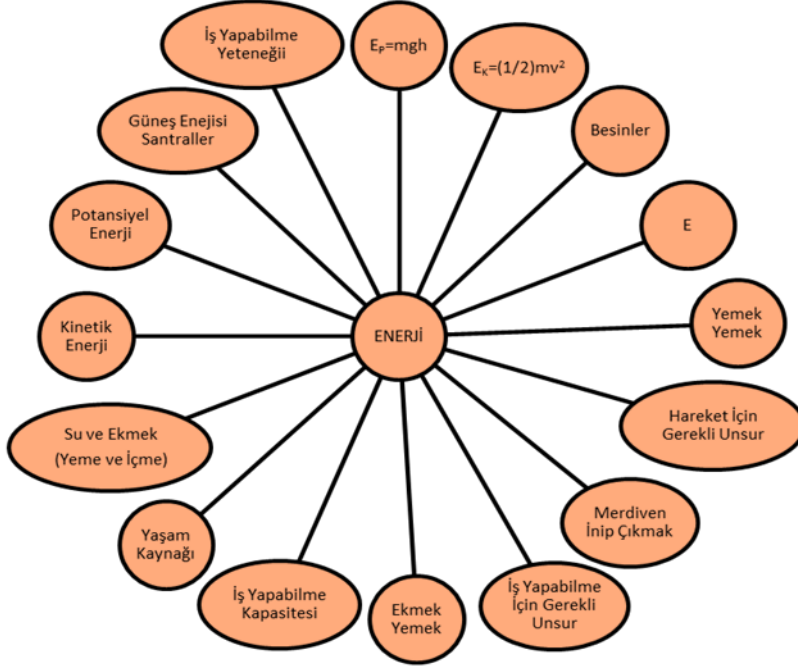 İş Yapabilme
Yeteneğii
E_P=mgh
E_K=(1/2)mv²
Güneş Enejisi
Santraller
Besinler
Potansiyel
Enerji
E
Kinetik
Enerji
ENERJİ
Yemek
Yemek
Hareket İçin
Gerekli Unsur
Su ve Ekmek
(Yeme ve İçme)
Merdiven
İnip Çıkmak
Yaşam
Kaynağı
İş Yapabilme
Kapasitesi
Ekmek
Yemek
İş Yapabilme
İçin Gerekli
Unsur